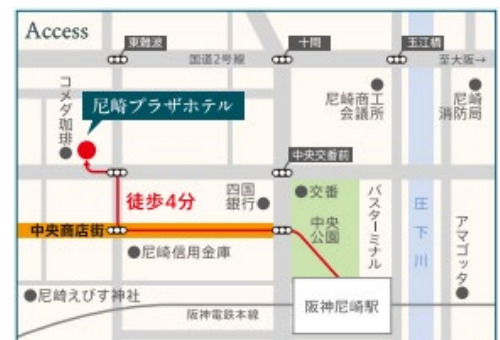 Access
東難波
十間
玉江橋
国道2号線
至大阪→
コメダ珈琲
尼崎プラザホテル
尼崎商工
会議所
尼崎
消防局
中央交番前
徒歩4分
四国
銀行
交番
中央
公園
バスターミナル
庄下川
アマゴッタ
中央商店街
尼崎信用金庫
尼崎えびす神社
阪神電鉄本線
阪神尼崎駅